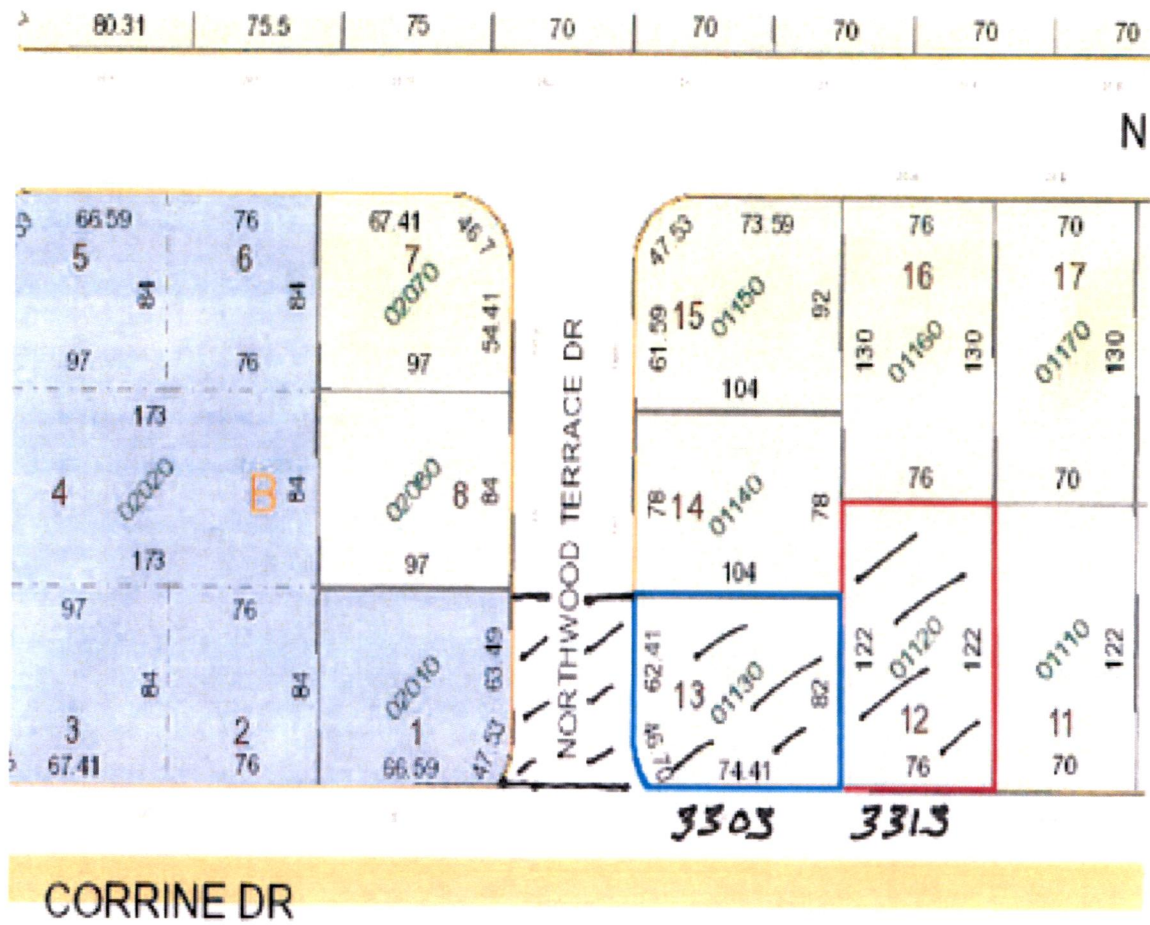 80.31 75.5 75 70 70 70 70 70
N
66.59 76 67.41 46.7 47.53 73.59 76 70
5 6 7 15 16 17
84 84 02070 54.41 61.59 01150 92 130 01160 130 01170 130
97 76 97 104
173
4 02020 B 84 02080 8 84 78 14 01140 78 76 70
173 97 104
NORTHWOOD TERRACE DR
97 76
84 84 02010 63.49 62.41 13 01130 82 122 01120 122 01110 122
3 2 1 12 11
67.41 76 66.59 47.53 46.70 74.41 76 70
3303 3313
CORRINE DR